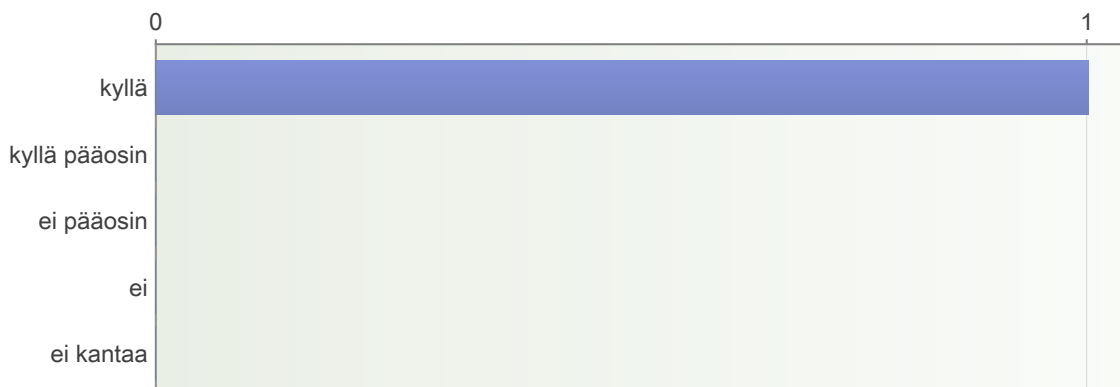 0 1
kyllä
kyllä pääosin
ei pääosin
ei
ei kantaa